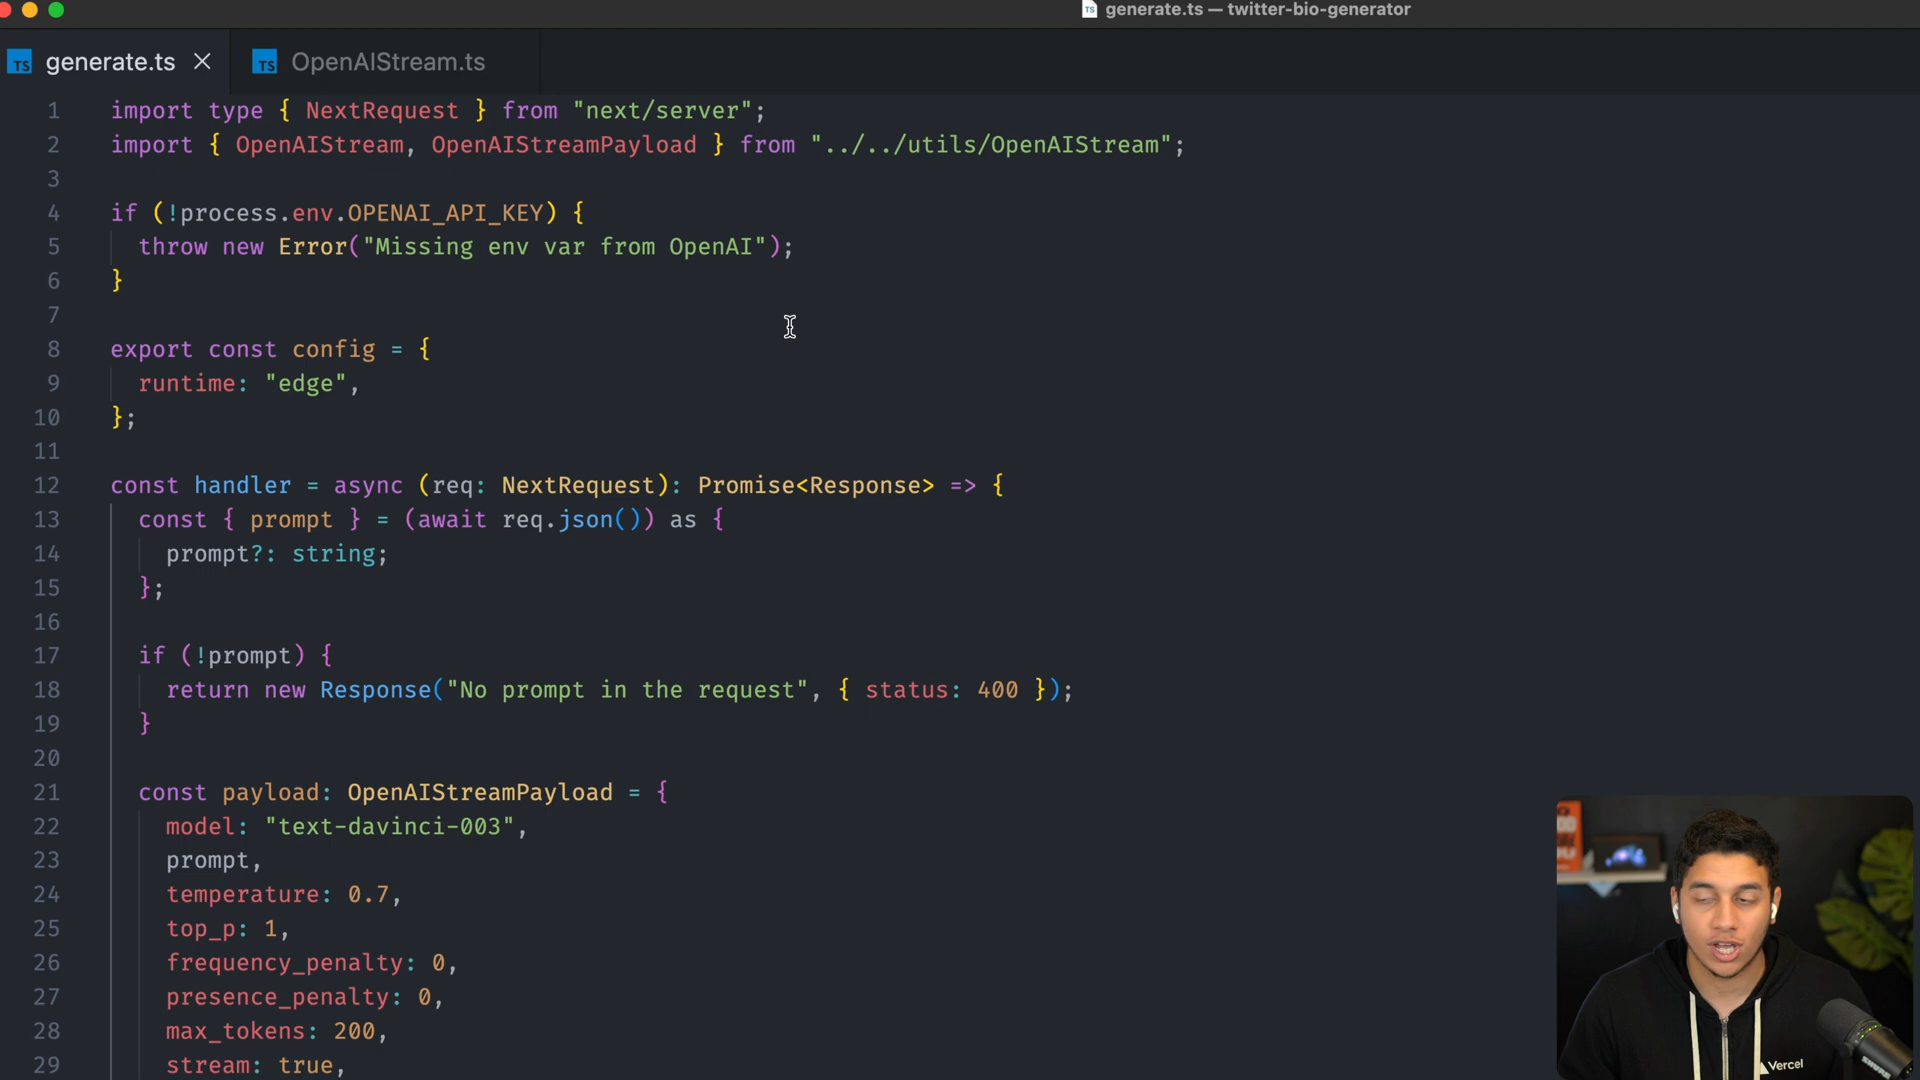 TS generate.ts — twitter-bio-generator
TS generate.ts
TS OpenAIStream.ts
1 import type { NextRequest } from "next/server";
2 import { OpenAIStream, OpenAIStreamPayload } from "../../utils/OpenAIStream";
3
4 if (!process.env.OPENAI_API_KEY) {
5 throw new Error("Missing env var from OpenAI");
6 }
7
8 export const config = {
9 runtime: "edge",
10 };
11
12 const handler = async (req: NextRequest): Promise<Response> => {
13 const { prompt } = (await req.json()) as {
14 prompt?: string;
15 };
16
17 if (!prompt) {
18 return new Response("No prompt in the request", { status: 400 });
19 }
20
21 const payload: OpenAIStreamPayload = {
22 model: "text-davinci-003",
23 prompt,
24 temperature: 0.7,
25 top_p: 1,
26 frequency_penalty: 0,
27 presence_penalty: 0,
28 max_tokens: 200,
29 stream: true,
Vercel
SHURE